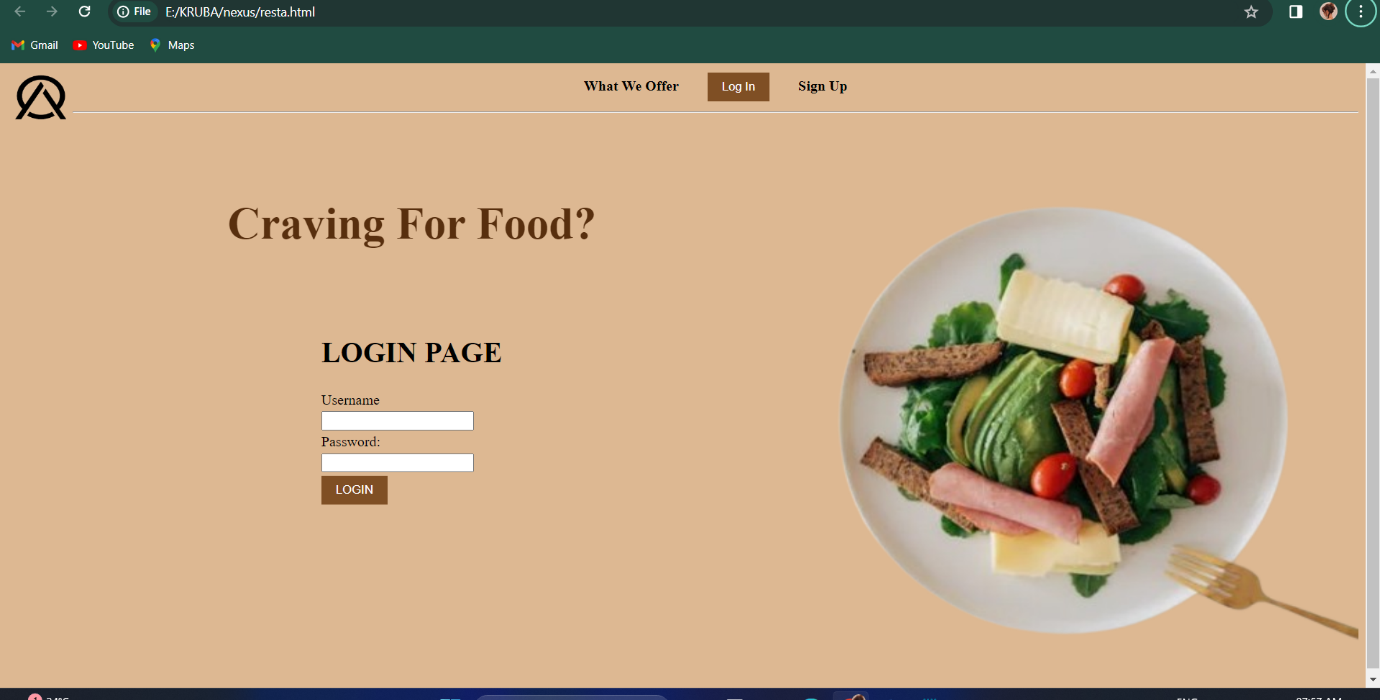 File E:/KRUBA/nexus/resta.html
Gmail YouTube Maps
What We Offer Log In Sign Up
Craving For Food?
LOGIN PAGE
Username
Password:
LOGIN